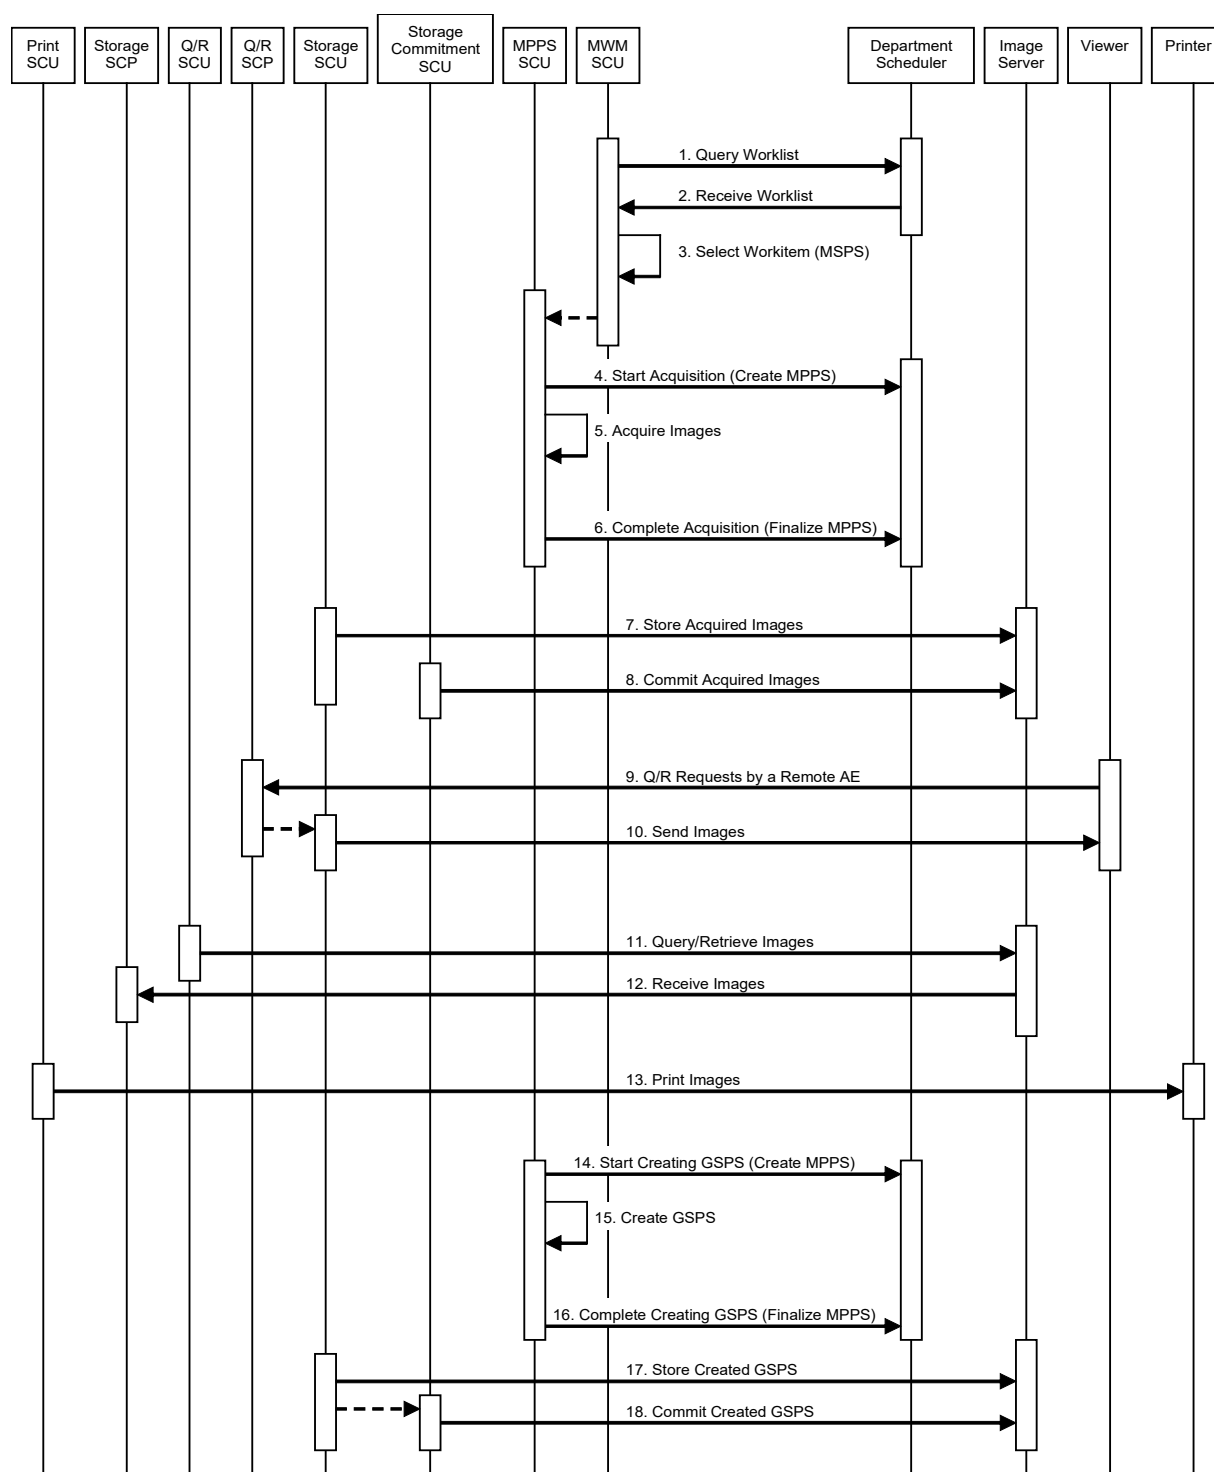 Print
SCU
Storage
SCP
Q/R
SCU
Q/R
SCP
Storage
SCU
Storage
Commitment
SCU
MPPS
SCU
MWM
SCU
Department
Scheduler
Image
Server
Viewer
Printer
1. Query Worklist
2. Receive Worklist
3. Select Workitem (MSPS)
4. Start Acquisition (Create MPPS)
5. Acquire Images
6. Complete Acquisition (Finalize MPPS)
7. Store Acquired Images
8. Commit Acquired Images
9. Q/R Requests by a Remote AE
10. Send Images
11. Query/Retrieve Images
12. Receive Images
13. Print Images
14. Start Creating GSPS (Create MPPS)
15. Create GSPS
16. Complete Creating GSPS (Finalize MPPS)
17. Store Created GSPS
18. Commit Created GSPS